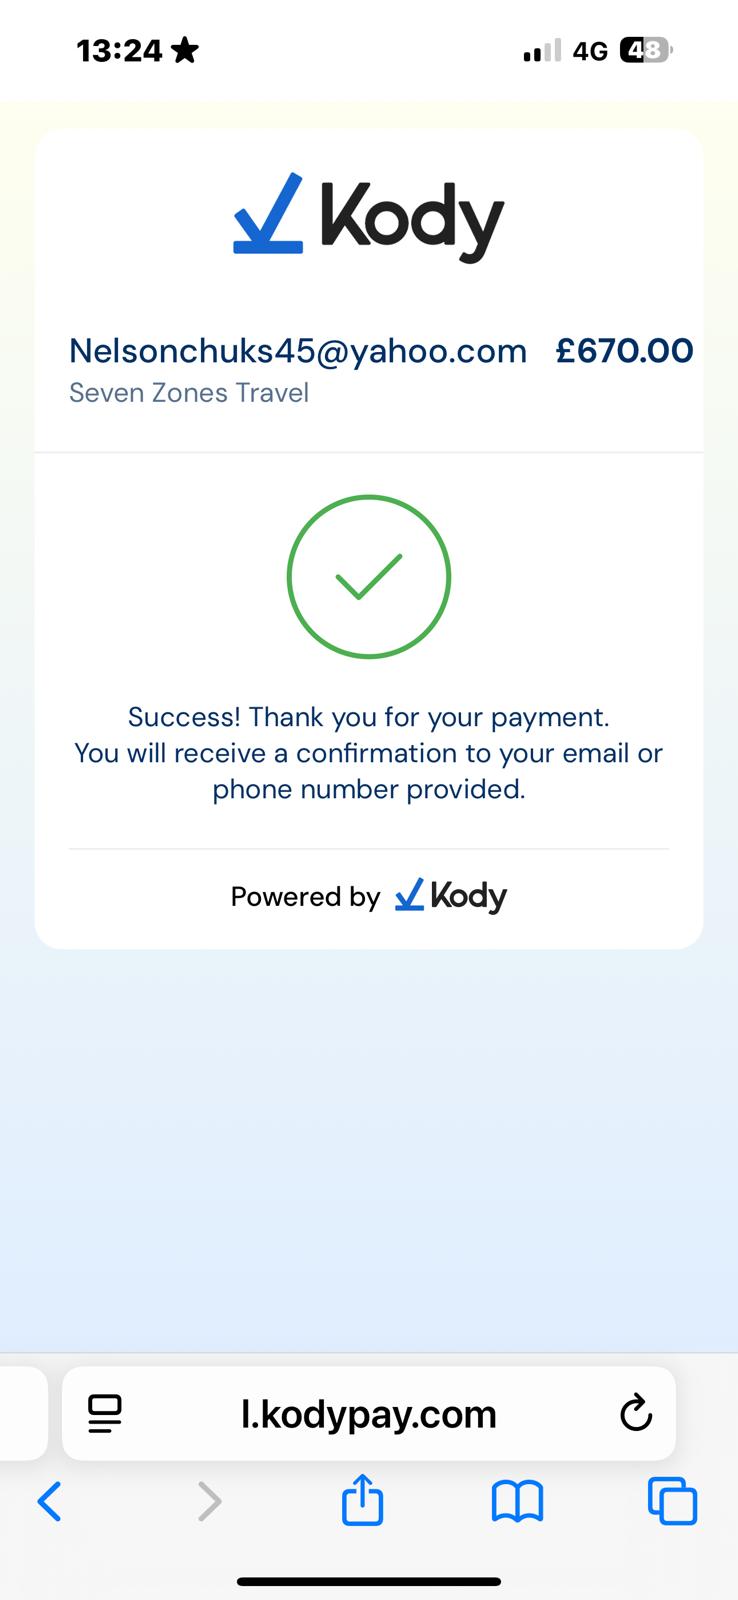 13:24
4G 48
Kody
Nelsonchuks45@yahoo.com £670.00
Seven Zones Travel
Success! Thank you for your payment.
You will receive a confirmation to your email or
phone number provided.
Powered by Kody
l.kodypay.com